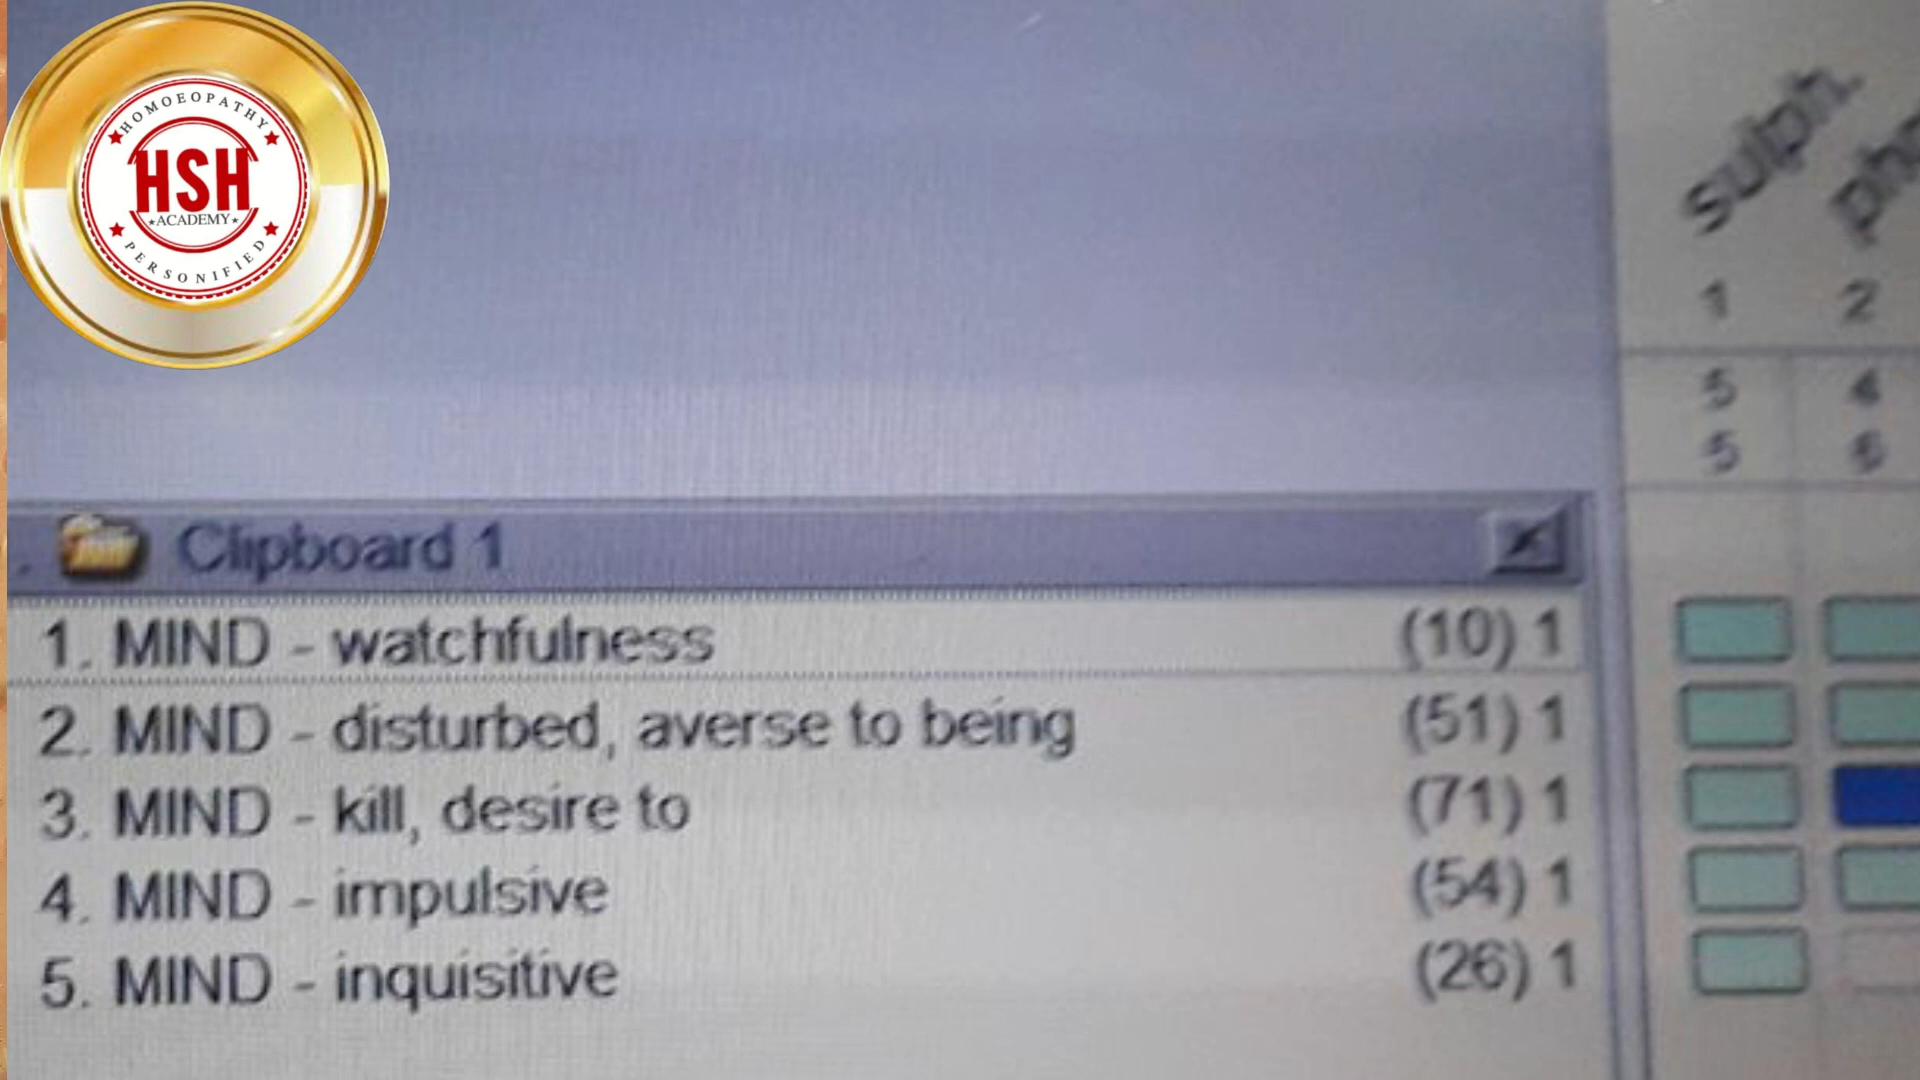 HOMOEOPATHY
HSH
ACADEMY
PERSONIFIED
sulph.
1 2
5 4
5 6
Clipboard 1
1. MIND - watchfulness (10) 1
2. MIND - disturbed, averse to being (51) 1
3. MIND - kill, desire to (71) 1
4. MIND - impulsive (54) 1
5. MIND - inquisitive (26) 1